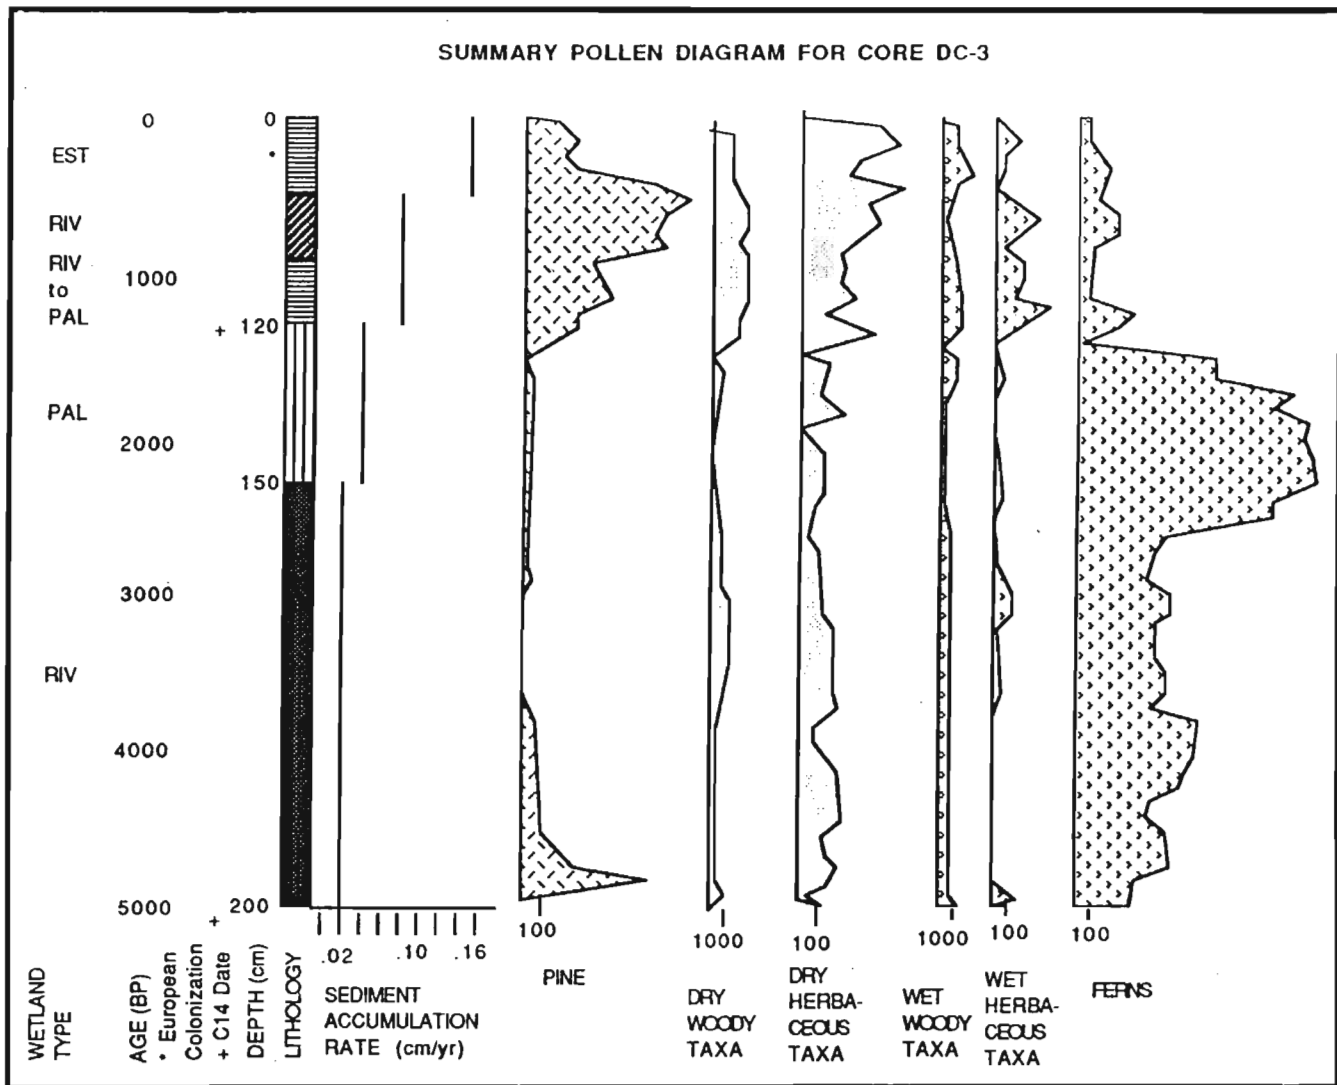 SUMMARY POLLEN DIAGRAM FOR CORE DC-3
0
0
EST
*
RIV
RIV
to
PAL
1000
+ 120
PAL
2000
150
3000
RIV
4000
5000
+ 200
.02
.10
.16
100
1000
100
1000
100
100
WETLAND
TYPE
AGE (BP)
* European
Colonization
+ C14 Date
DEPTH (cm)
LITHOLOGY
SEDIMENT
ACCUMULATION
RATE (cm/yr)
PINE
DRY
WOODY
TAXA
DRY
HERBA-
CEOUS
TAXA
WET
WOODY
TAXA
WET
HERBA-
CEOUS
TAXA
FERNS